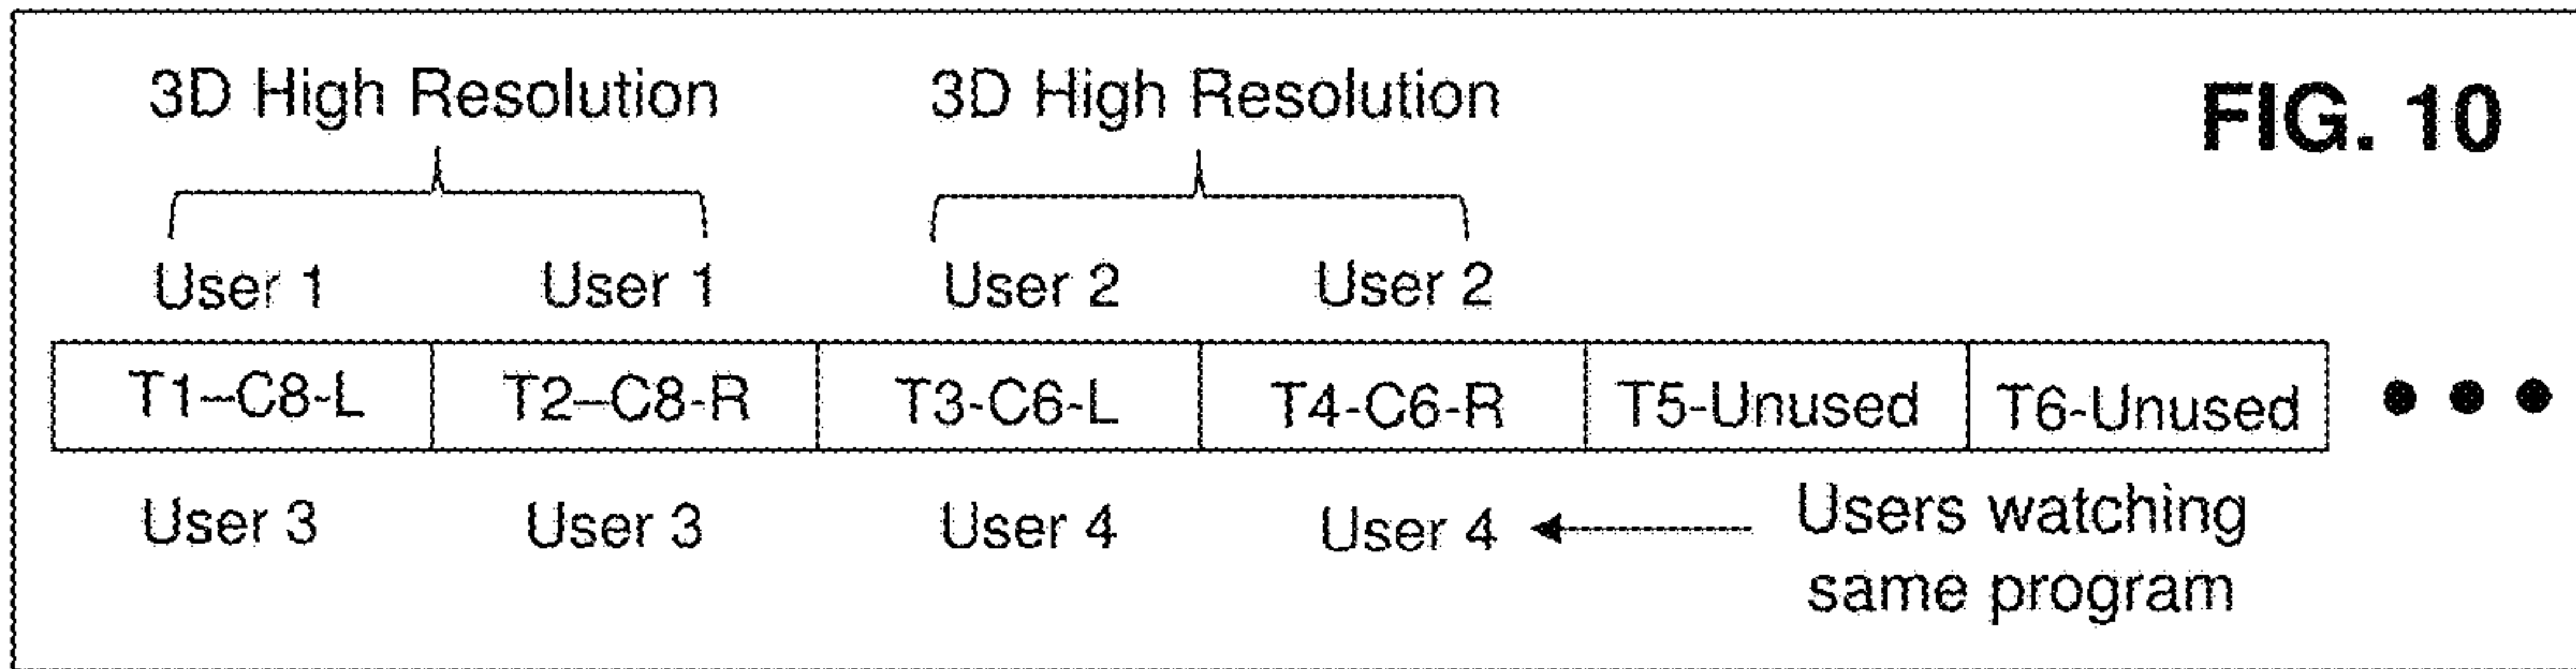 3D High Resolution 3D High Resolution FIG. 10
User 1 User 1 User 2 User 2
T1–C8-L T2–C8-R T3-C6-L T4-C6-R T5-Unused T6-Unused
User 3 User 3 User 4 User 4 Users watching
same program